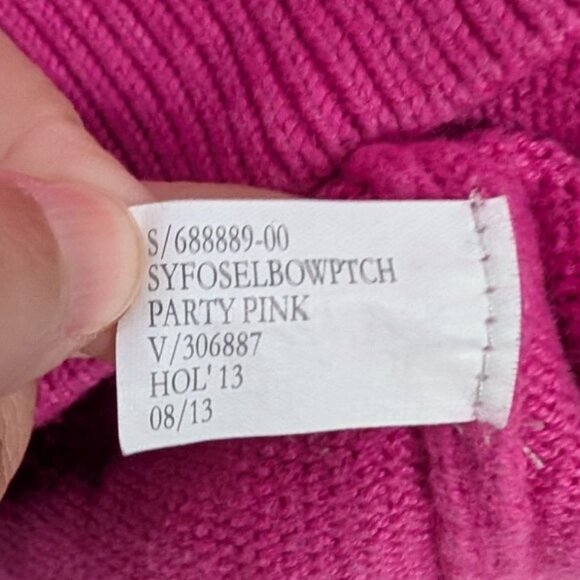 S/688889-00
SYFOSELBOWPTCH
PARTY PINK
V/306887
HOL' 13
08/13